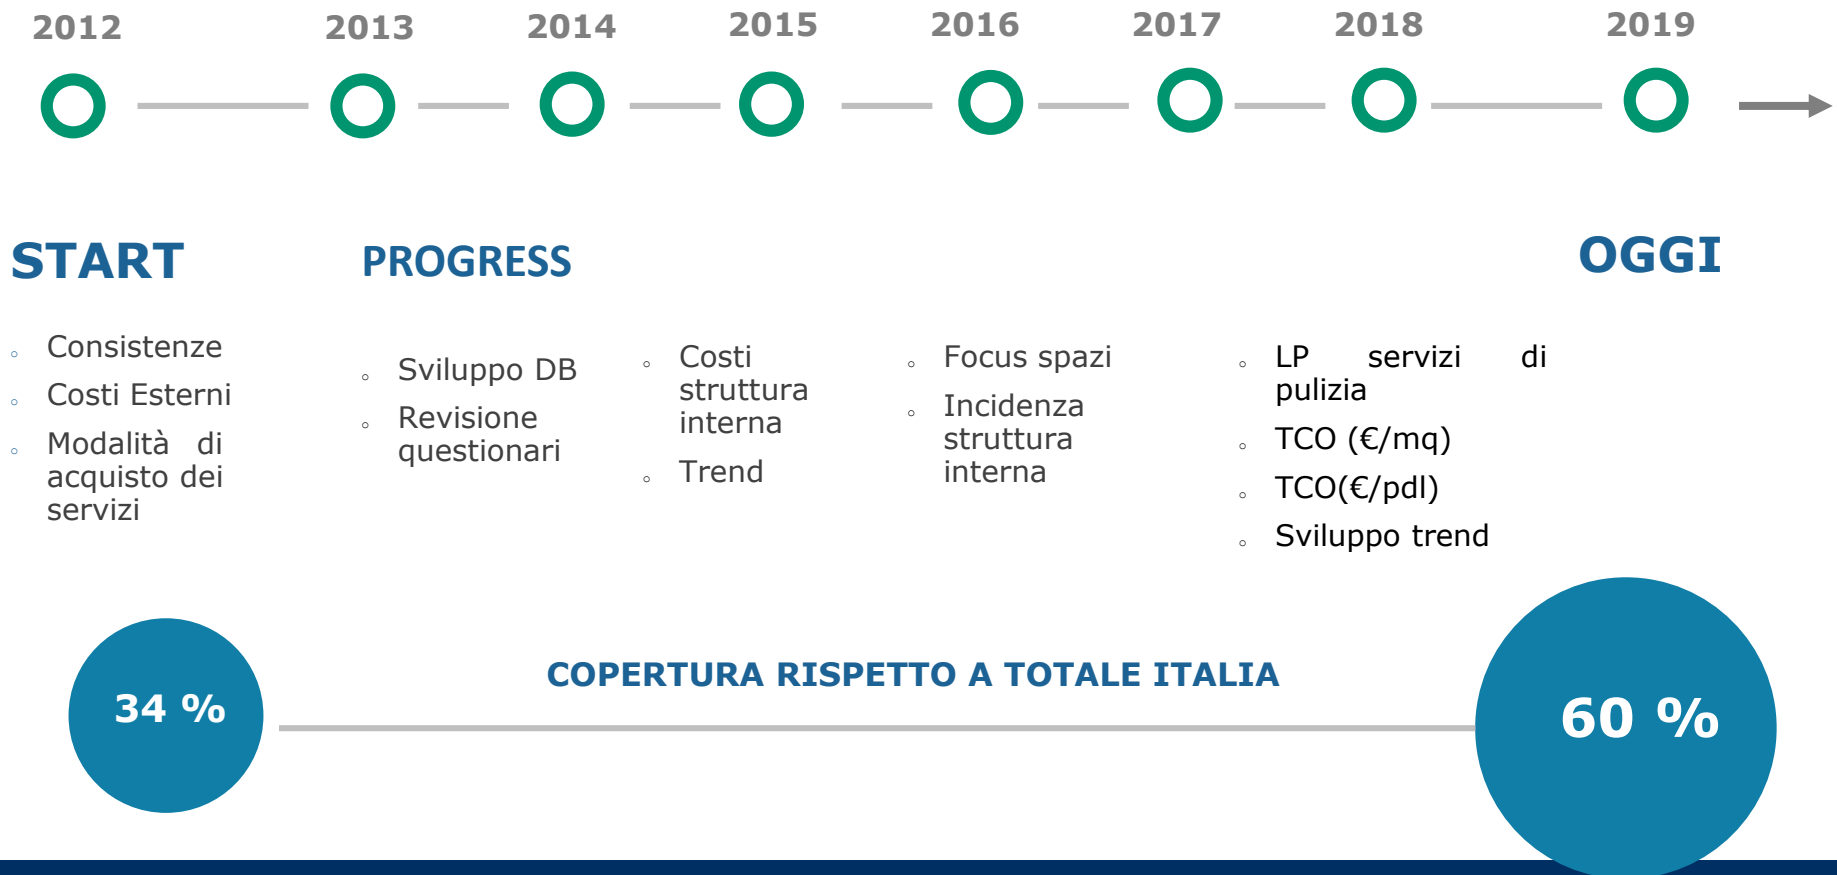 2012
2013
2014
2015
2016
2017
2018
2019
START
PROGRESS
OGGI
Consistenze
Costi Esterni
Modalità di
acquisto dei
servizi
Sviluppo DB
Revisione
questionari
Costi
struttura
interna
Trend
Focus spazi
Incidenza
struttura
interna
LP servizi di
pulizia
TCO (€/mq)
TCO(€/pdl)
Sviluppo trend
34 %
COPERTURA RISPETTO A TOTALE ITALIA
60 %